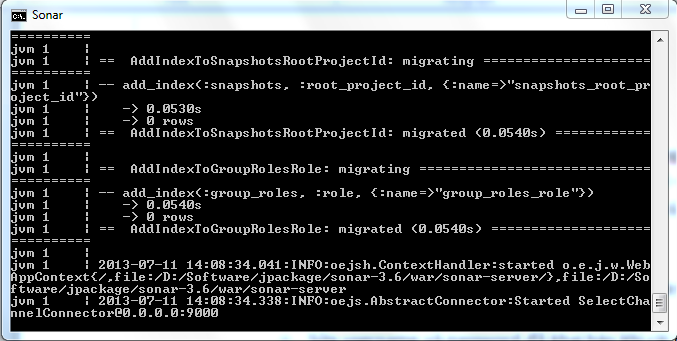 Sonar
==========
jvm 1    |
jvm 1    | ==  AddIndexToSnapshotsRootProjectId: migrating =====================
==========
jvm 1    | -- add_index(:snapshots, :root_project_id, {:name=>"snapshots_root_pr
oject_id"})
jvm 1    |    -> 0.0530s
jvm 1    |    -> 0 rows
jvm 1    | ==  AddIndexToSnapshotsRootProjectId: migrated (0.0540s) ============
==========
jvm 1    |
jvm 1    | ==  AddIndexToGroupRolesRole: migrating =============================
==========
jvm 1    | -- add_index(:group_roles, :role, {:name=>"group_roles_role"})
jvm 1    |    -> 0.0540s
jvm 1    |    -> 0 rows
jvm 1    | ==  AddIndexToGroupRolesRole: migrated (0.0540s) ====================
==========
jvm 1    |
jvm 1    | 2013-07-11 14:08:34.041:INFO:oejsh.ContextHandler:started o.e.j.w.Web
AppContext{/,file:/D:/Software/jpackage/sonar-3.6/war/sonar-server/},file:/D:/So
ftware/jpackage/sonar-3.6/war/sonar-server
jvm 1    | 2013-07-11 14:08:34.338:INFO:oejs.AbstractConnector:Started SelectCha
nnelConnector@0.0.0.0:9000